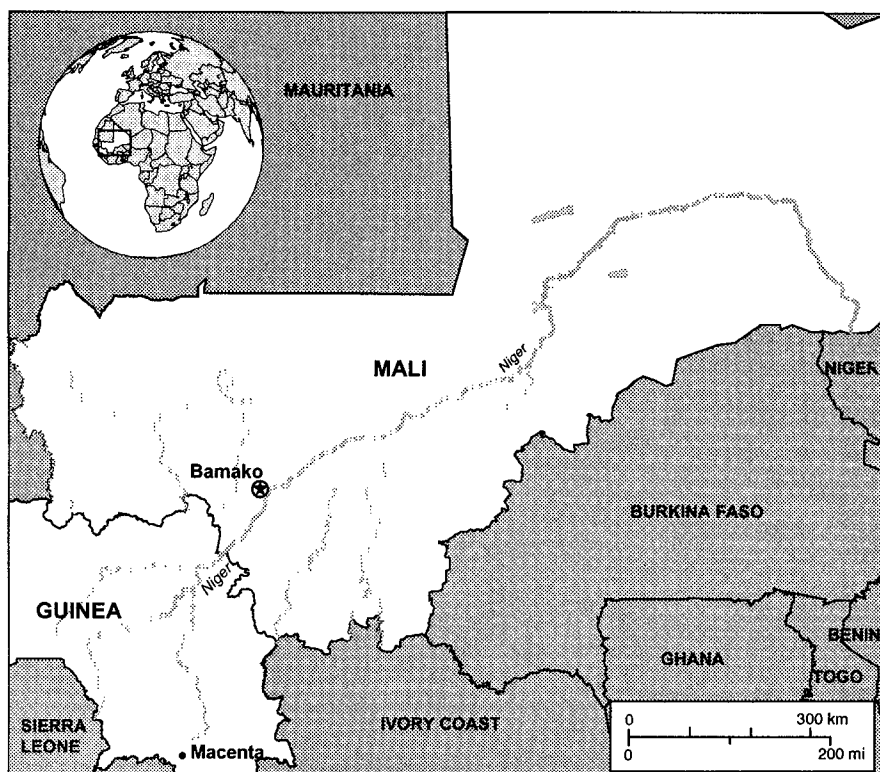 MAURITANIA
Niger
MALI
NIGER
Bamako
BURKINA FASO
Niger
GUINEA
BENIN
GHANA
TOGO
SIERRA
LEONE
IVORY COAST
Macenta
0 300 km
0 200 mi